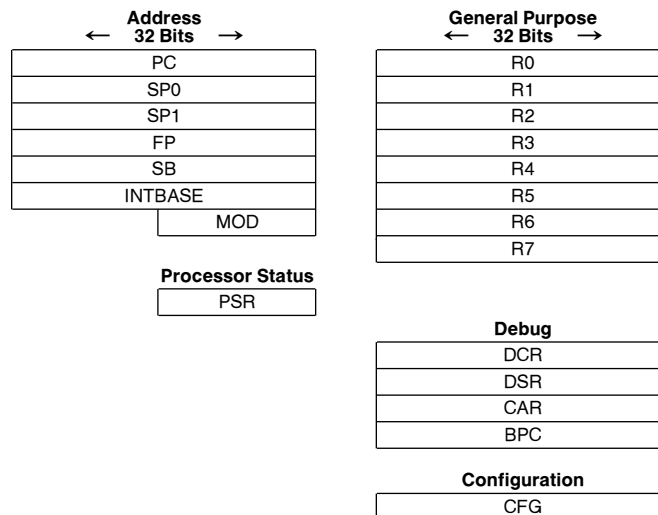 Address
← 32 Bits →
PC
SP0
SP1
FP
SB
INTBASE
MOD
Processor Status
PSR
General Purpose
← 32 Bits →
R0
R1
R2
R3
R4
R5
R6
R7
Debug
DCR
DSR
CAR
BPC
Configuration
CFG